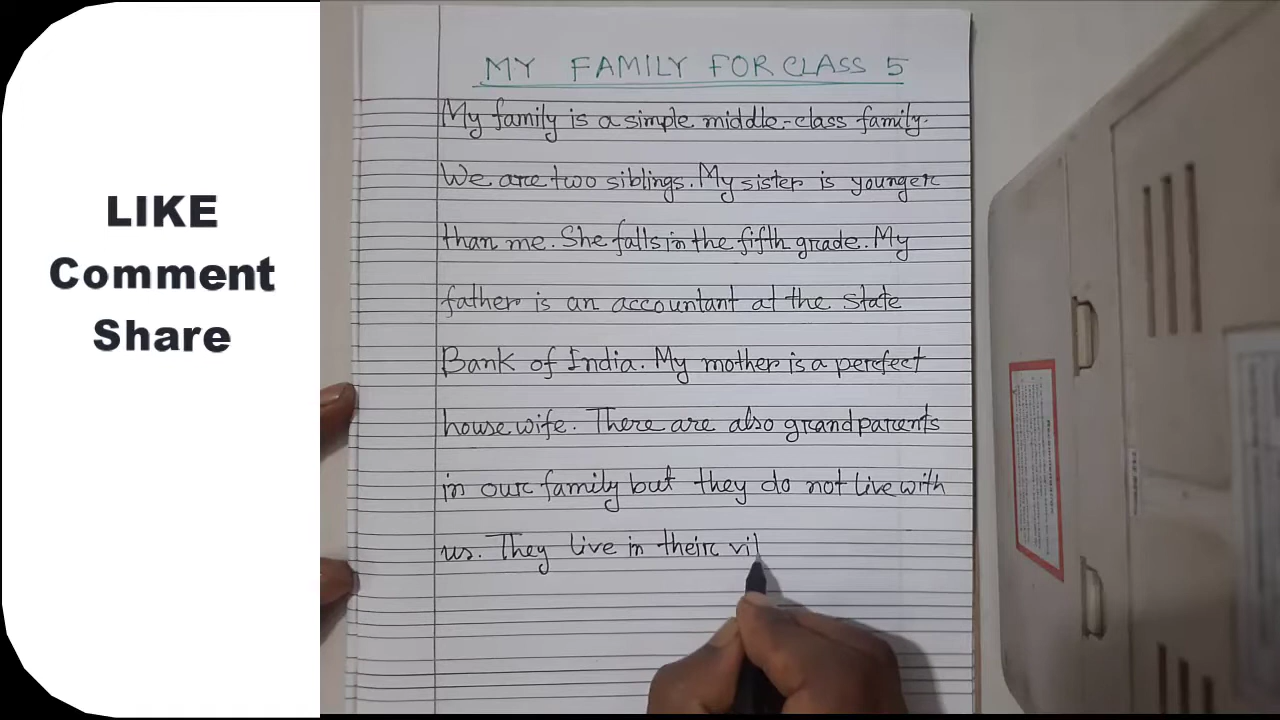 LIKE
Comment
Share
MY FAMILY FOR CLASS 5
My family is a simple middle-class family.
We are two siblings. My sister is younger
than me. She falls in the fifth grade. My
father is an accountant at the state
Bank of India. My mother is a perfect
housewife. There are also grandparents
in our family but they do not live with
us. They live in their vil